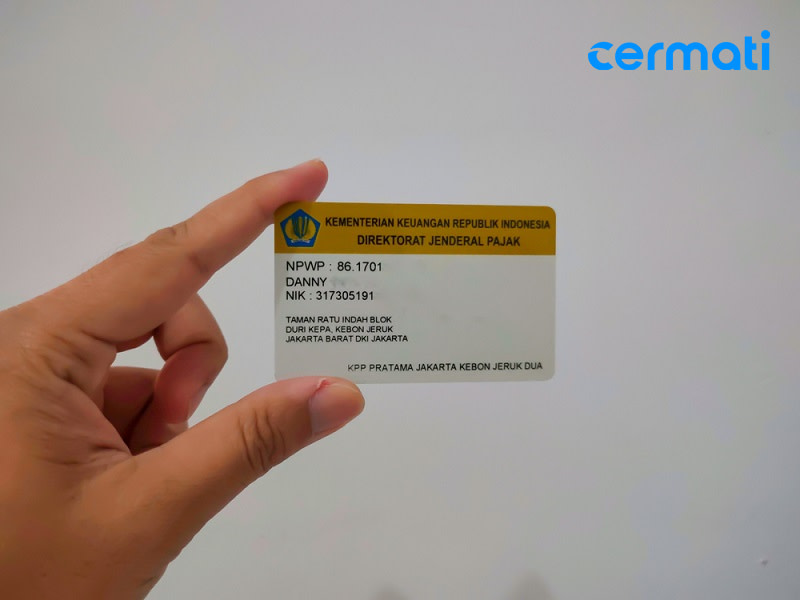 cermati
KEMENTERIAN KEUANGAN REPUBLIK INDONESIA
DIREKTORAT JENDERAL PAJAK
NPWP : 86.1701
DANNY
NIK : 317305191
TAMAN RATU INDAH BLOK
DURI KEPA, KEBON JERUK
JAKARTA BARAT DKI JAKARTA
KPP PRATAMA JAKARTA KEBON JERUK DUA